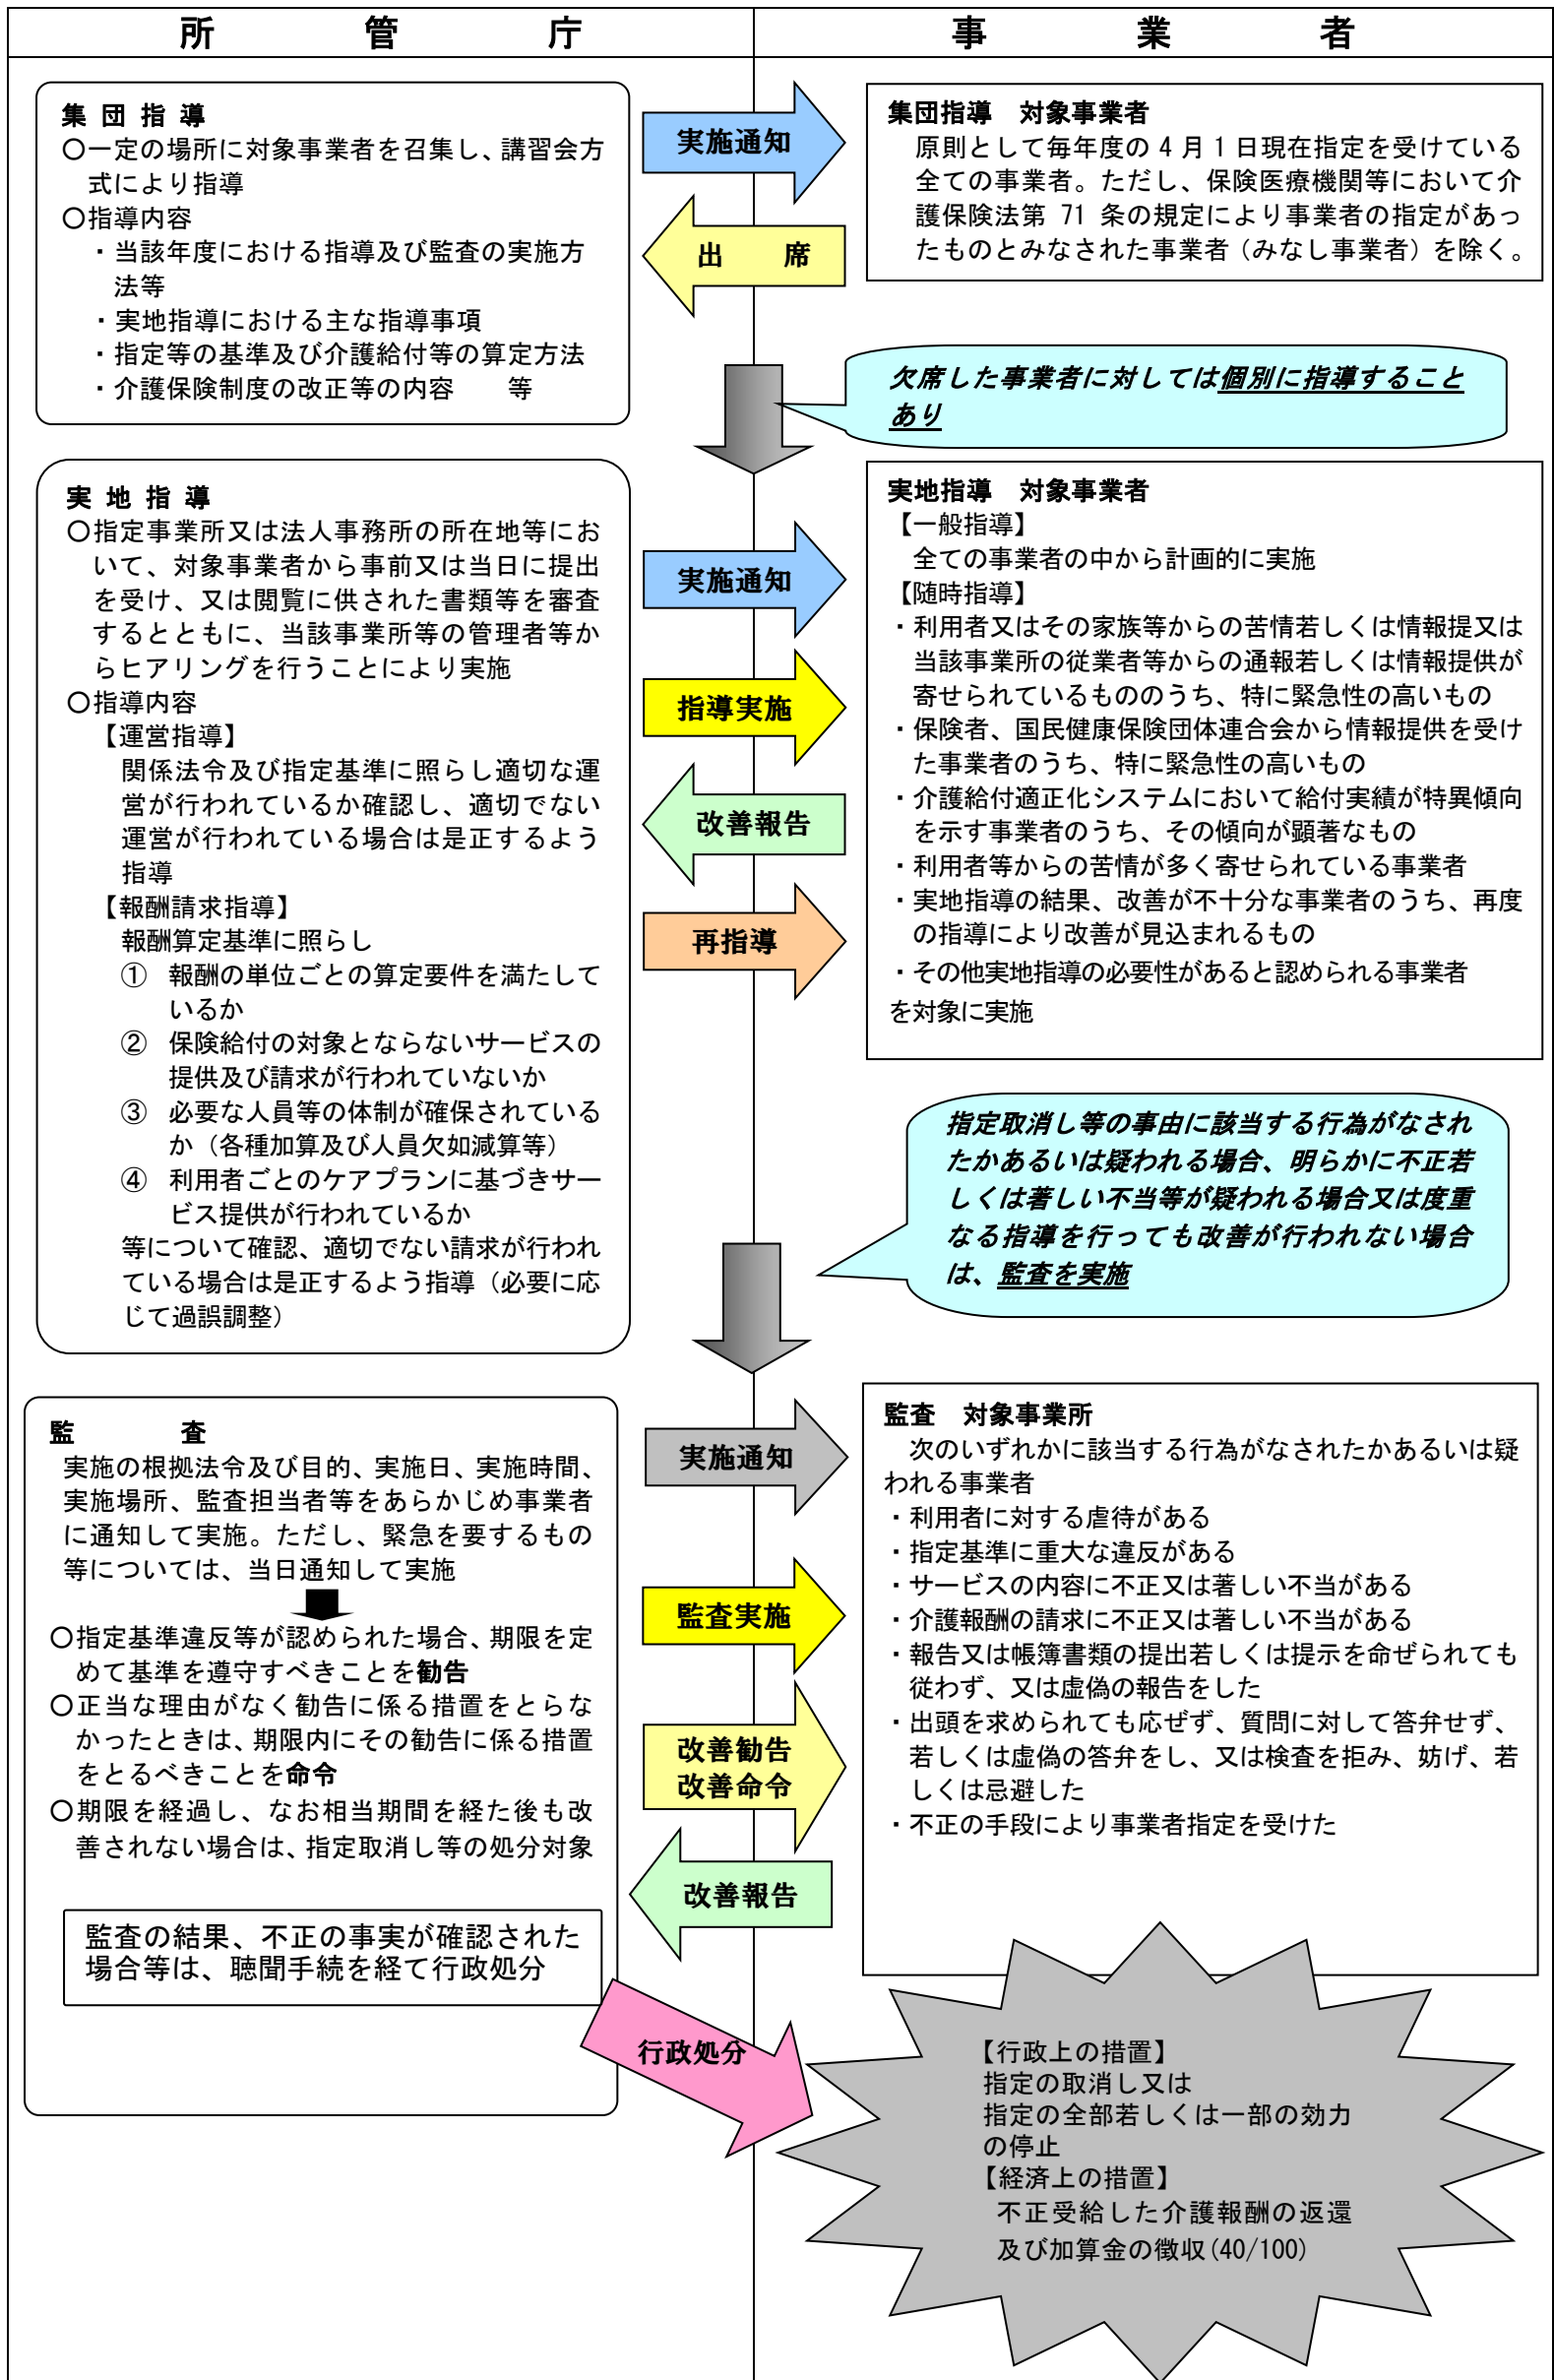 所管庁
事業者
集団指導
〇一定の場所に対象事業者を召集し、講習会方
式により指導
〇指導内容
・当該年度における指導及び監査の実施方
法等
・実地指導における主な指導事項
・指定等の基準及び介護給付等の算定方法
・介護保険制度の改正等の内容　　等
実施通知
出　　席
集団指導　対象事業者
原則として毎年度の4月1日現在指定を受けている
全ての事業者。ただし、保険医療機関等において介
護保険法第 71 条の規定により事業者の指定があっ
たものとみなされた事業者（みなし事業者）を除く。
欠席した事業者に対しては個別に指導すること
あり
実地指導
〇指定事業所又は法人事務所の所在地等にお
いて、対象事業者から事前又は当日に提出
を受け、又は閲覧に供された書類等を審査
するとともに、当該事業所等の管理者等か
らヒアリングを行うことにより実施
〇指導内容
【運営指導】
関係法令及び指定基準に照らし適切な運
営が行われているか確認し、適切でない
運営が行われている場合は是正するよう
指導
【報酬請求指導】
報酬算定基準に照らし
①　報酬の単位ごとの算定要件を満たして
いるか
②　保険給付の対象とならないサービスの
提供及び請求が行われていないか
③　必要な人員等の体制が確保されている
か（各種加算及び人員欠如減算等）
④　利用者ごとのケアプランに基づきサー
ビス提供が行われているか
等について確認、適切でない請求が行われ
ている場合は是正するよう指導（必要に応
じて過誤調整）
実施通知
指導実施
改善報告
再指導
実地指導　対象事業者
【一般指導】
全ての事業者の中から計画的に実施
【随時指導】
・利用者又はその家族等からの苦情若しくは情報提又は
当該事業所の従業者等からの通報若しくは情報提供が
寄せられているもののうち、特に緊急性の高いもの
・保険者、国民健康保険団体連合会から情報提供を受け
た事業者のうち、特に緊急性の高いもの
・介護給付適正化システムにおいて給付実績が特異傾向
を示す事業者のうち、その傾向が顕著なもの
・利用者等からの苦情が多く寄せられている事業者
・実地指導の結果、改善が不十分な事業者のうち、再度
の指導により改善が見込まれるもの
・その他実地指導の必要性があると認められる事業者
を対象に実施
指定取消し等の事由に該当する行為がなされ
たかあるいは疑われる場合、明らかに不正若
しくは著しい不当等が疑われる場合又は度重
なる指導を行っても改善が行われない場合
は、監査を実施
監　　　　査
実施の根拠法令及び目的、実施日、実施時間、
実施場所、監査担当者等をあらかじめ事業者
に通知して実施。ただし、緊急を要するもの
等については、当日通知して実施
〇指定基準違反等が認められた場合、期限を定
めて基準を遵守すべきことを勧告
〇正当な理由がなく勧告に係る措置をとらな
かったときは、期限内にその勧告に係る措置
をとるべきことを命令
〇期限を経過し、なお相当期間を経た後も改
善されない場合は、指定取消し等の処分対象
監査の結果、不正の事実が確認された
場合等は、聴聞手続を経て行政処分
実施通知
監査実施
改善勧告
改善命令
改善報告
行政処分
監査　対象事業所
次のいずれかに該当する行為がなされたかあるいは疑
われる事業者
・利用者に対する虐待がある
・指定基準に重大な違反がある
・サービスの内容に不正又は著しい不当がある
・介護報酬の請求に不正又は著しい不当がある
・報告又は帳簿書類の提出若しくは提示を命ぜられても
従わず、又は虚偽の報告をした
・出頭を求められても応ぜず、質問に対して答弁せず、
若しくは虚偽の答弁をし、又は検査を拒み、妨げ、若
しくは忌避した
・不正の手段により事業者指定を受けた
【行政上の措置】
指定の取消し又は
指定の全部若しくは一部の効力
の停止
【経済上の措置】
不正受給した介護報酬の返還
及び加算金の徴収(40/100)